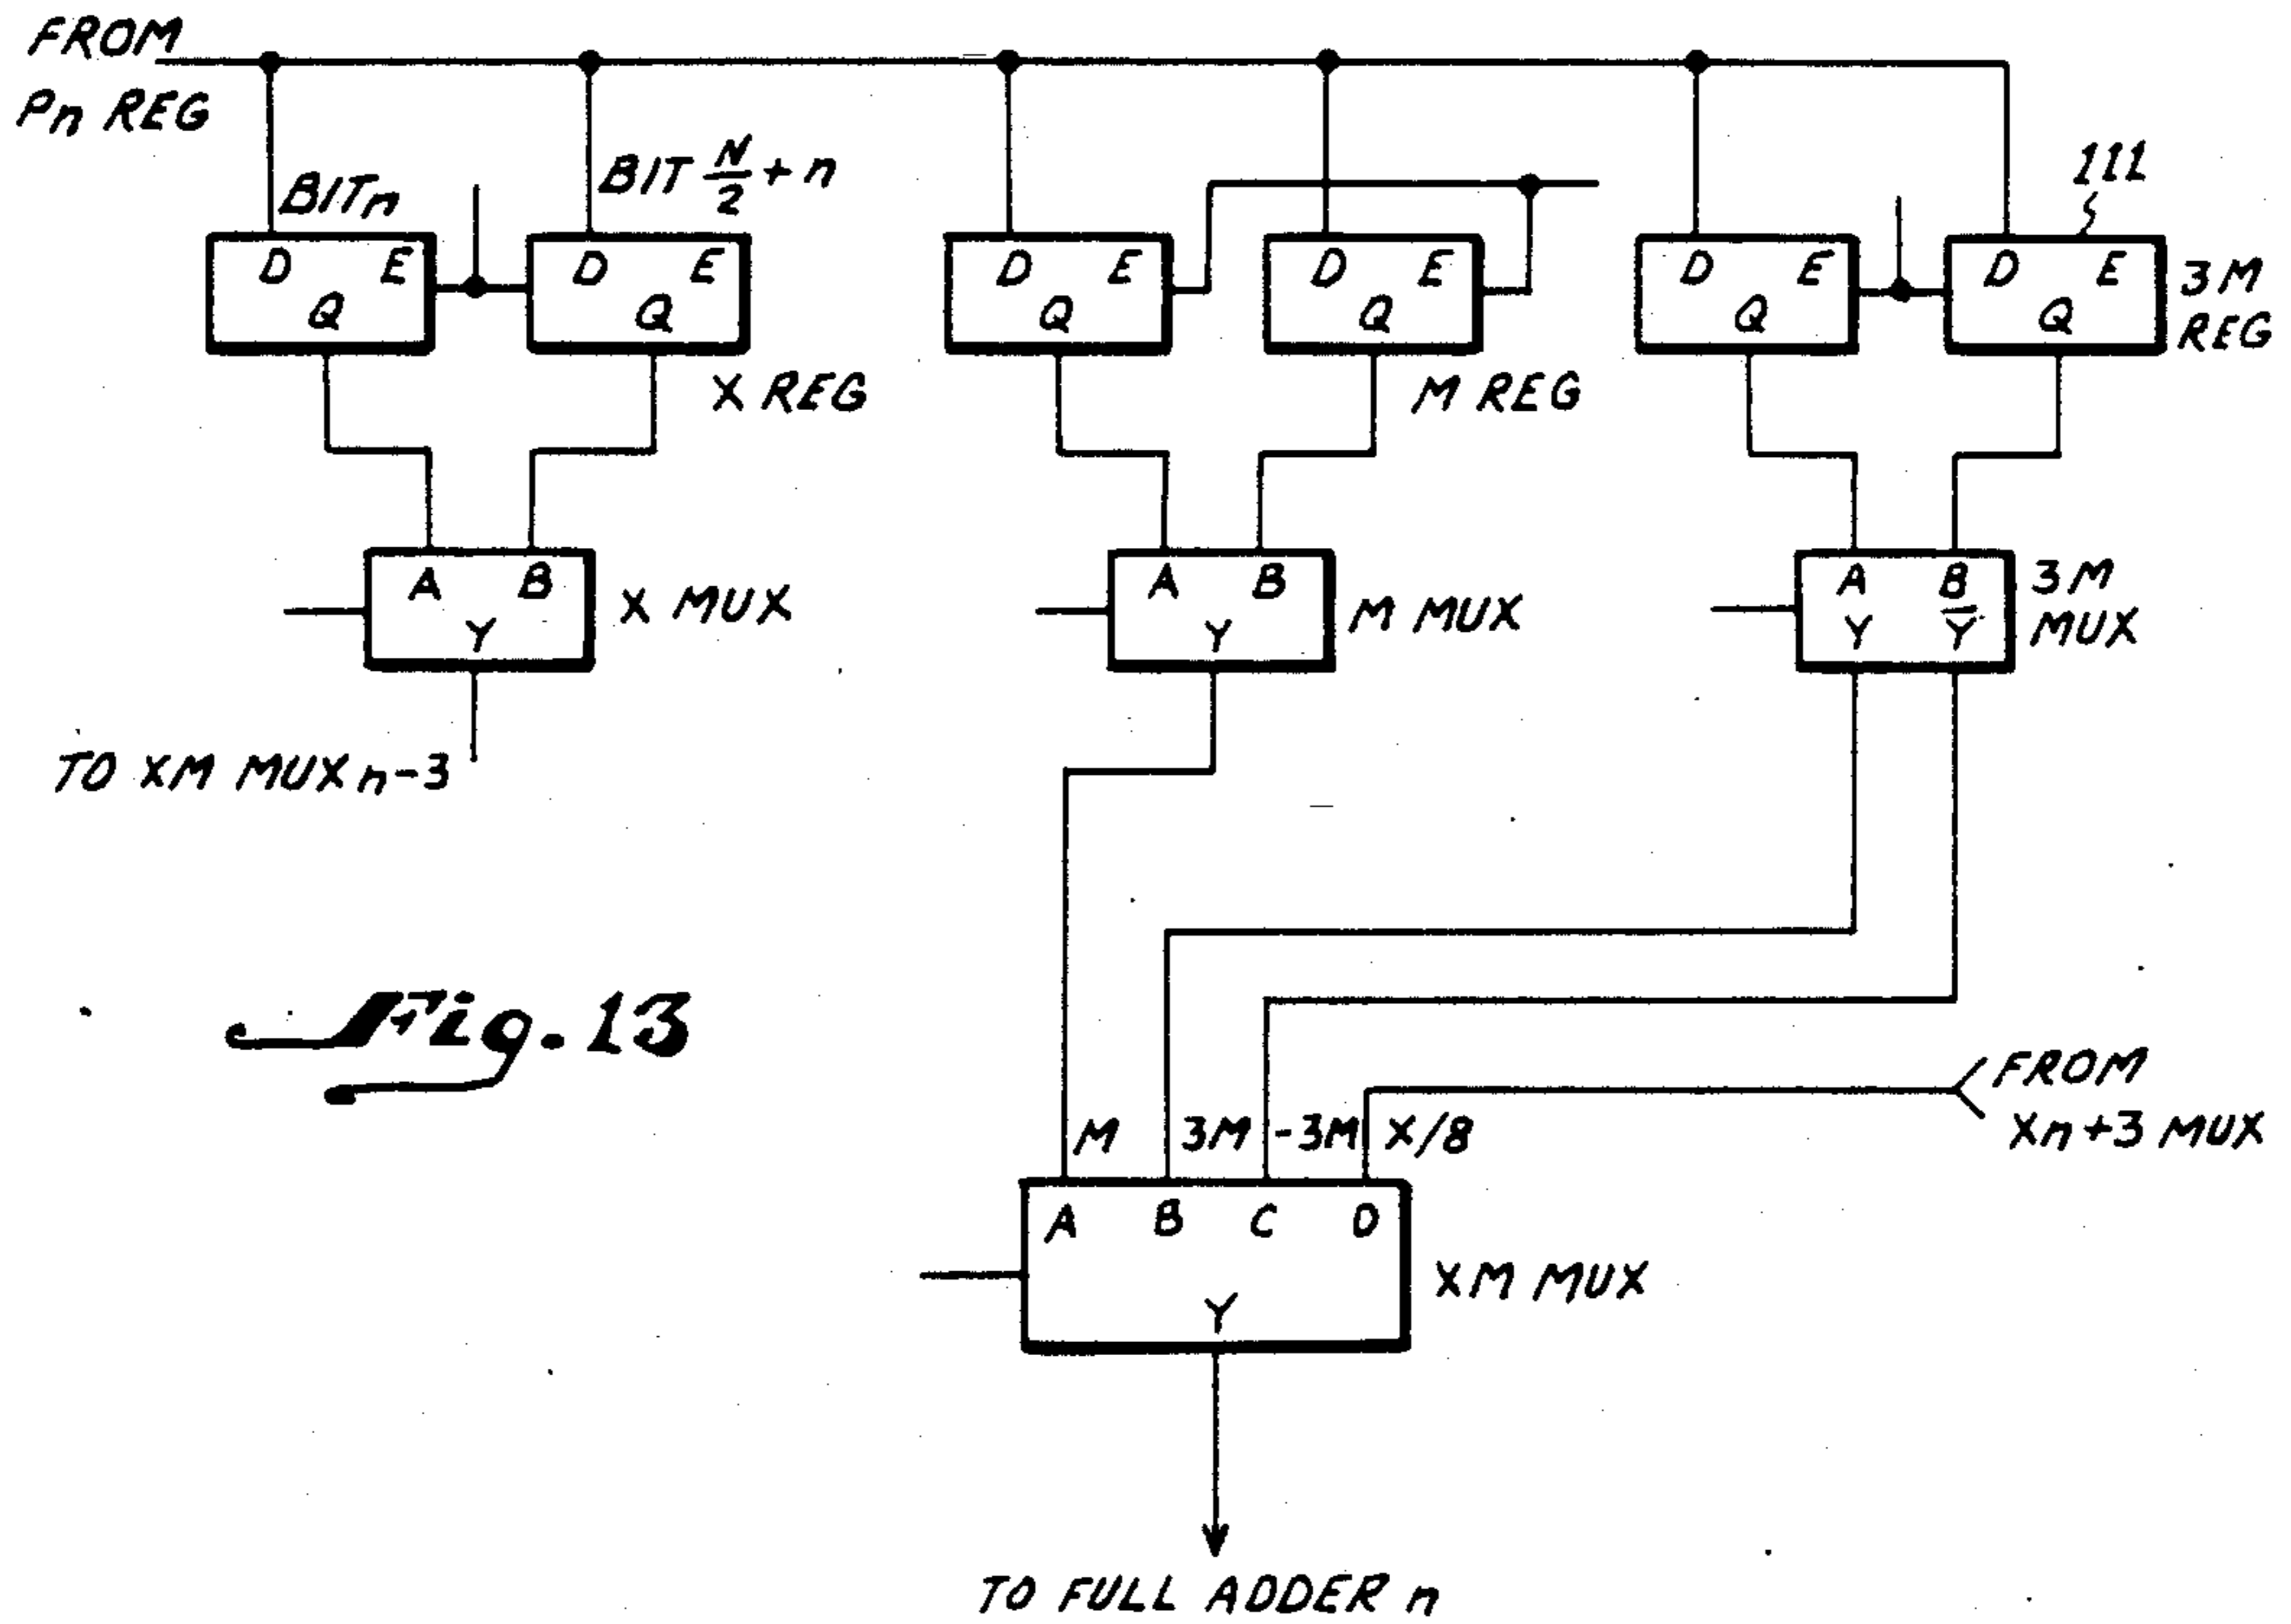 FROM
Pn REG
BITn
BIT N/2 + n
111
D E
Q
D E
Q
D E
Q
D E
Q
D E
Q
D E
Q
3M
REG
X REG
M REG
A B
Y
X MUX
A B
Y
M MUX
A B
Y Y̅
3M
MUX
TO XM MUX n-3
Fig. 13
FROM
Xn+3 MUX
M 3M -3M X/8
A B C D
Y
XM MUX
TO FULL ADDER n